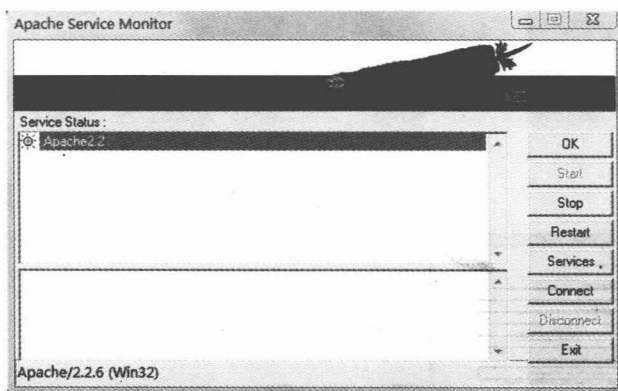 Apache Service Monitor
Service Status :
Apache2.2
OK
Start
Stop
Restart
Services
Connect
Disconnect
Exit
Apache/2.2.6 (Win32)